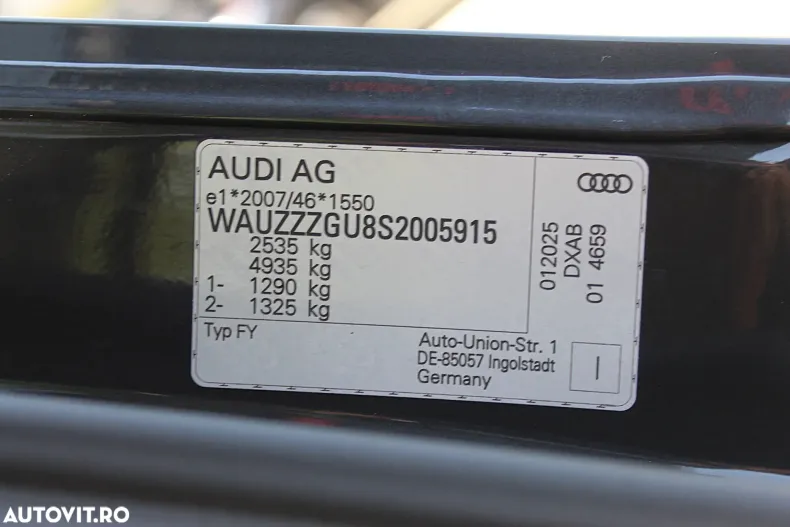 AUDI AG
e1*2007/46*1550
WAUZZZGU8S2005915
2535 kg
4935 kg
1- 1290 kg
2- 1325 kg
Typ FY
Auto-Union-Str. 1
DE-85057 Ingolstadt
Germany
I
012025
DXAB
01 4659
AUTOVIT.RO